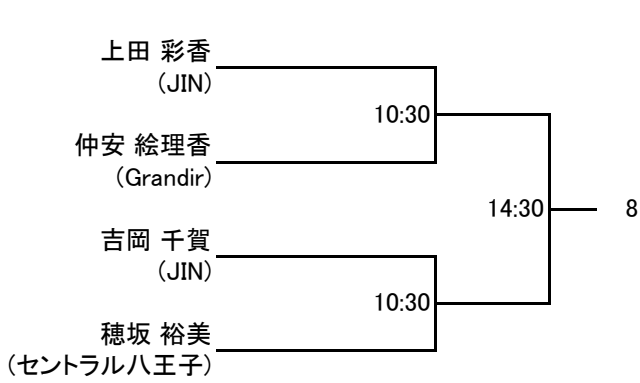 上田 彩香
(JIN)
10:30
仲安 絵理香
(Grandir)
14:30
8
吉岡 千賀
(JIN)
10:30
穂坂 裕美
(セントラル八王子)